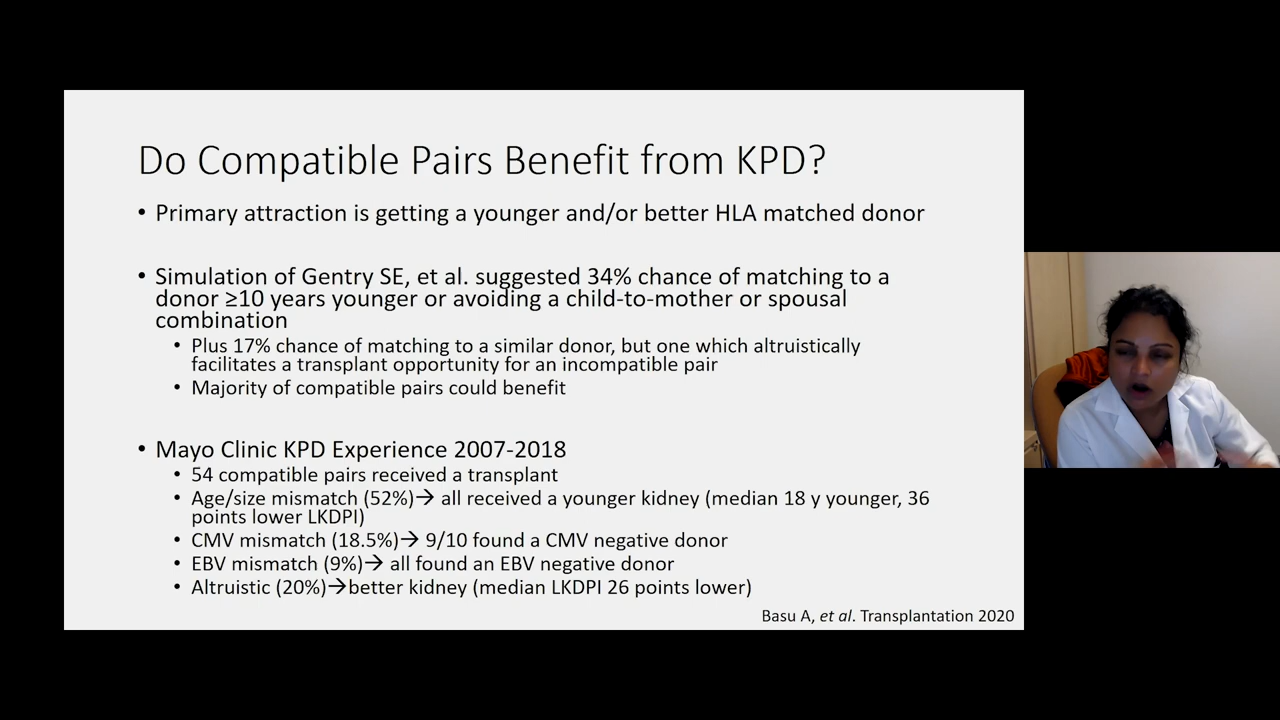 Do Compatible Pairs Benefit from KPD?
• Primary attraction is getting a younger and/or better HLA matched donor
• Simulation of Gentry SE, et al. suggested 34% chance of matching to a
donor ≥10 years younger or avoiding a child-to-mother or spousal
combination
• Plus 17% chance of matching to a similar donor, but one which altruistically
facilitates a transplant opportunity for an incompatible pair
• Majority of compatible pairs could benefit
• Mayo Clinic KPD Experience 2007-2018
• 54 compatible pairs received a transplant
• Age/size mismatch (52%)→ all received a younger kidney (median 18 y younger, 36
points lower LKDPI)
• CMV mismatch (18.5%)→ 9/10 found a CMV negative donor
• EBV mismatch (9%)→ all found an EBV negative donor
• Altruistic (20%)→better kidney (median LKDPI 26 points lower)
Basu A, et al. Transplantation 2020